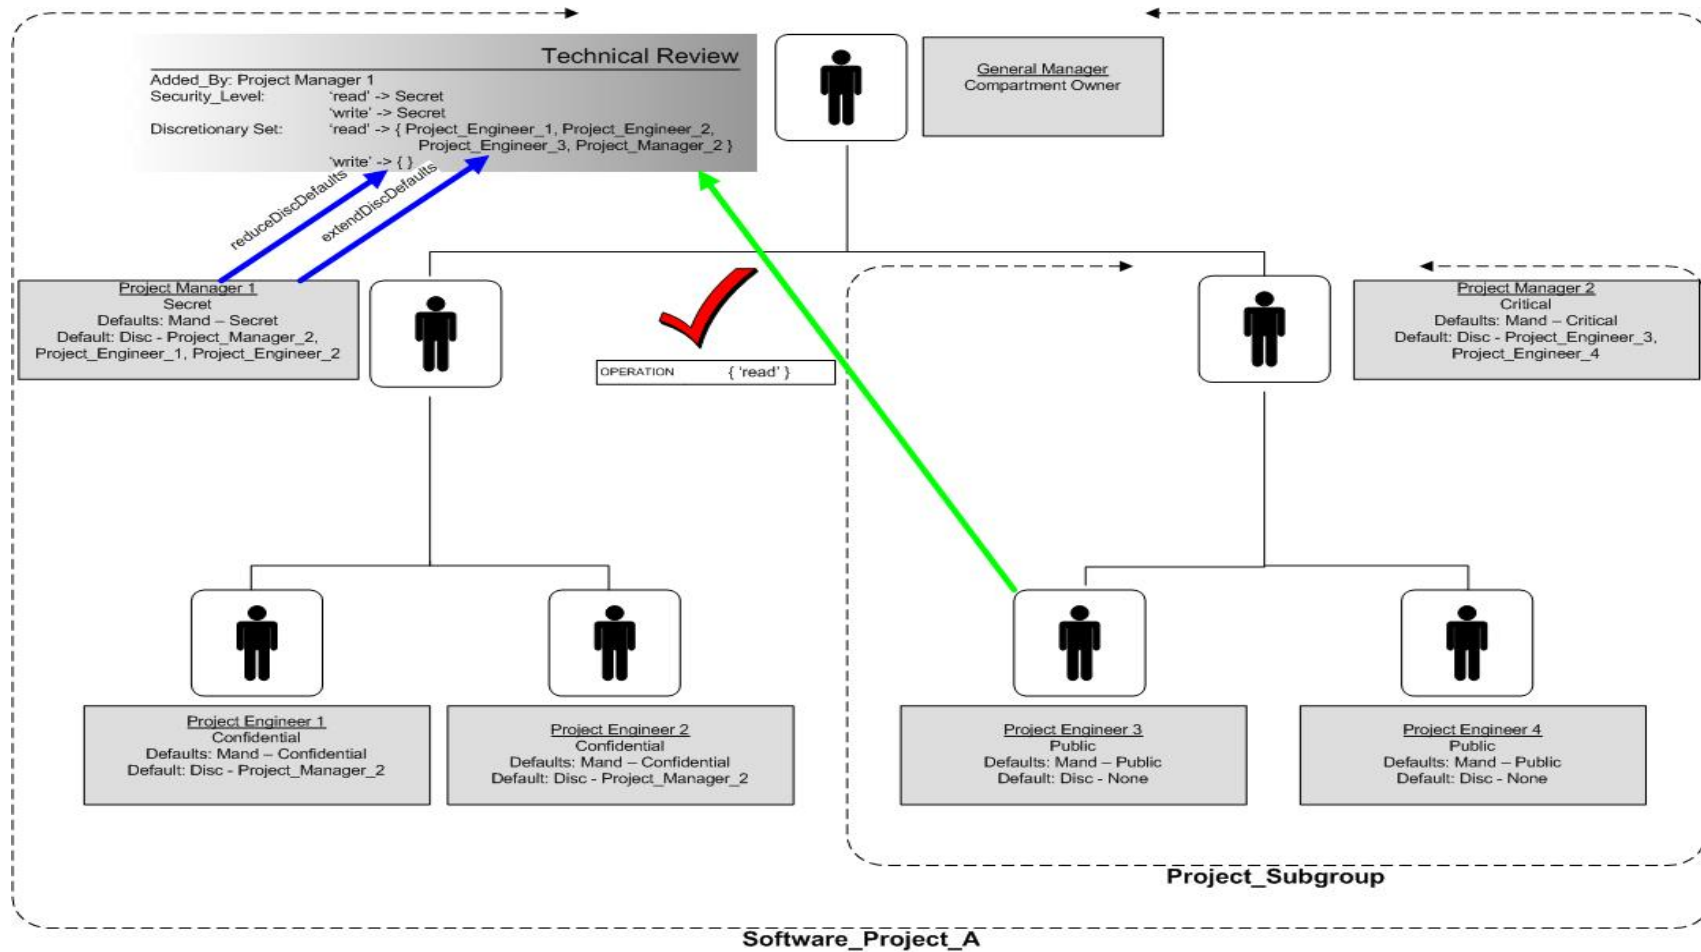 Technical Review
Added_By: Project Manager 1
Security_Level: 'read' -> Secret
'write' -> Secret
Discretionary Set: 'read' -> { Project_Engineer_1, Project_Engineer_2,
Project_Engineer_3, Project_Manager_2 }
'write' -> { }
General Manager
Compartment Owner
reduceDiscDefaults
extendDiscDefaults
Project Manager 1
Secret
Defaults: Mand – Secret
Default: Disc - Project_Manager_2,
Project_Engineer_1, Project_Engineer_2
OPERATION { 'read' }
Project Manager 2
Critical
Defaults: Mand – Critical
Default: Disc - Project_Engineer_3,
Project_Engineer_4
Project Engineer 1
Confidential
Defaults: Mand – Confidential
Default: Disc - Project_Manager_2
Project Engineer 2
Confidential
Defaults: Mand – Confidential
Default: Disc - Project_Manager_2
Project Engineer 3
Public
Defaults: Mand – Public
Default: Disc - None
Project Engineer 4
Public
Defaults: Mand – Public
Default: Disc - None
Project_Subgroup
Software_Project_A